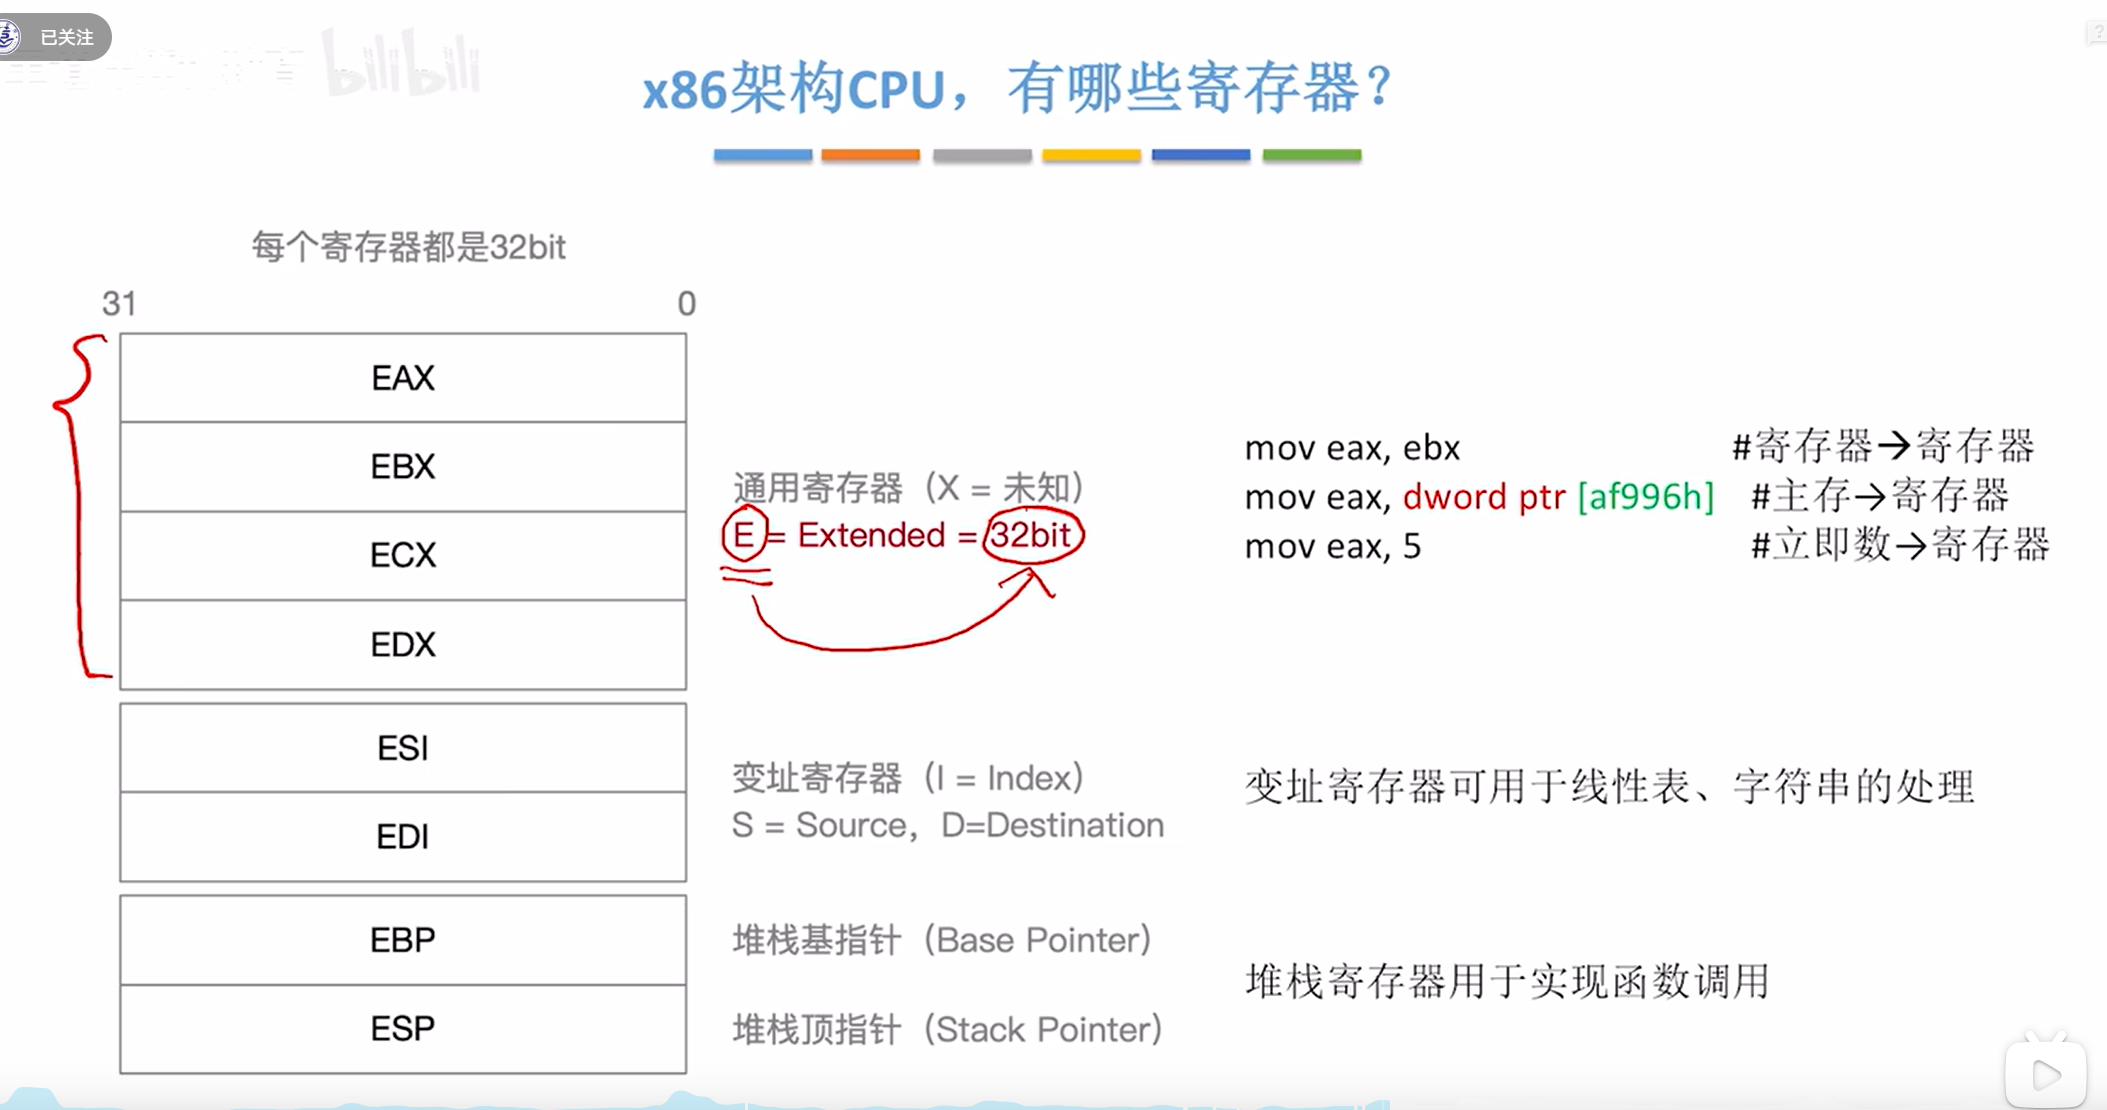 已关注
bilibili
x86架构CPU，有哪些寄存器？
每个寄存器都是32bit
31 0
EAX
EBX
ECX
EDX
通用寄存器（X = 未知）
E = Extended = 32bit
mov eax, ebx #寄存器→寄存器
mov eax, dword ptr [af996h] #主存→寄存器
mov eax, 5 #立即数→寄存器
ESI
EDI
变址寄存器（I = Index）
S = Source，D=Destination
变址寄存器可用于线性表、字符串的处理
EBP
堆栈基指针（Base Pointer）
堆栈寄存器用于实现函数调用
ESP
堆栈顶指针（Stack Pointer）
?